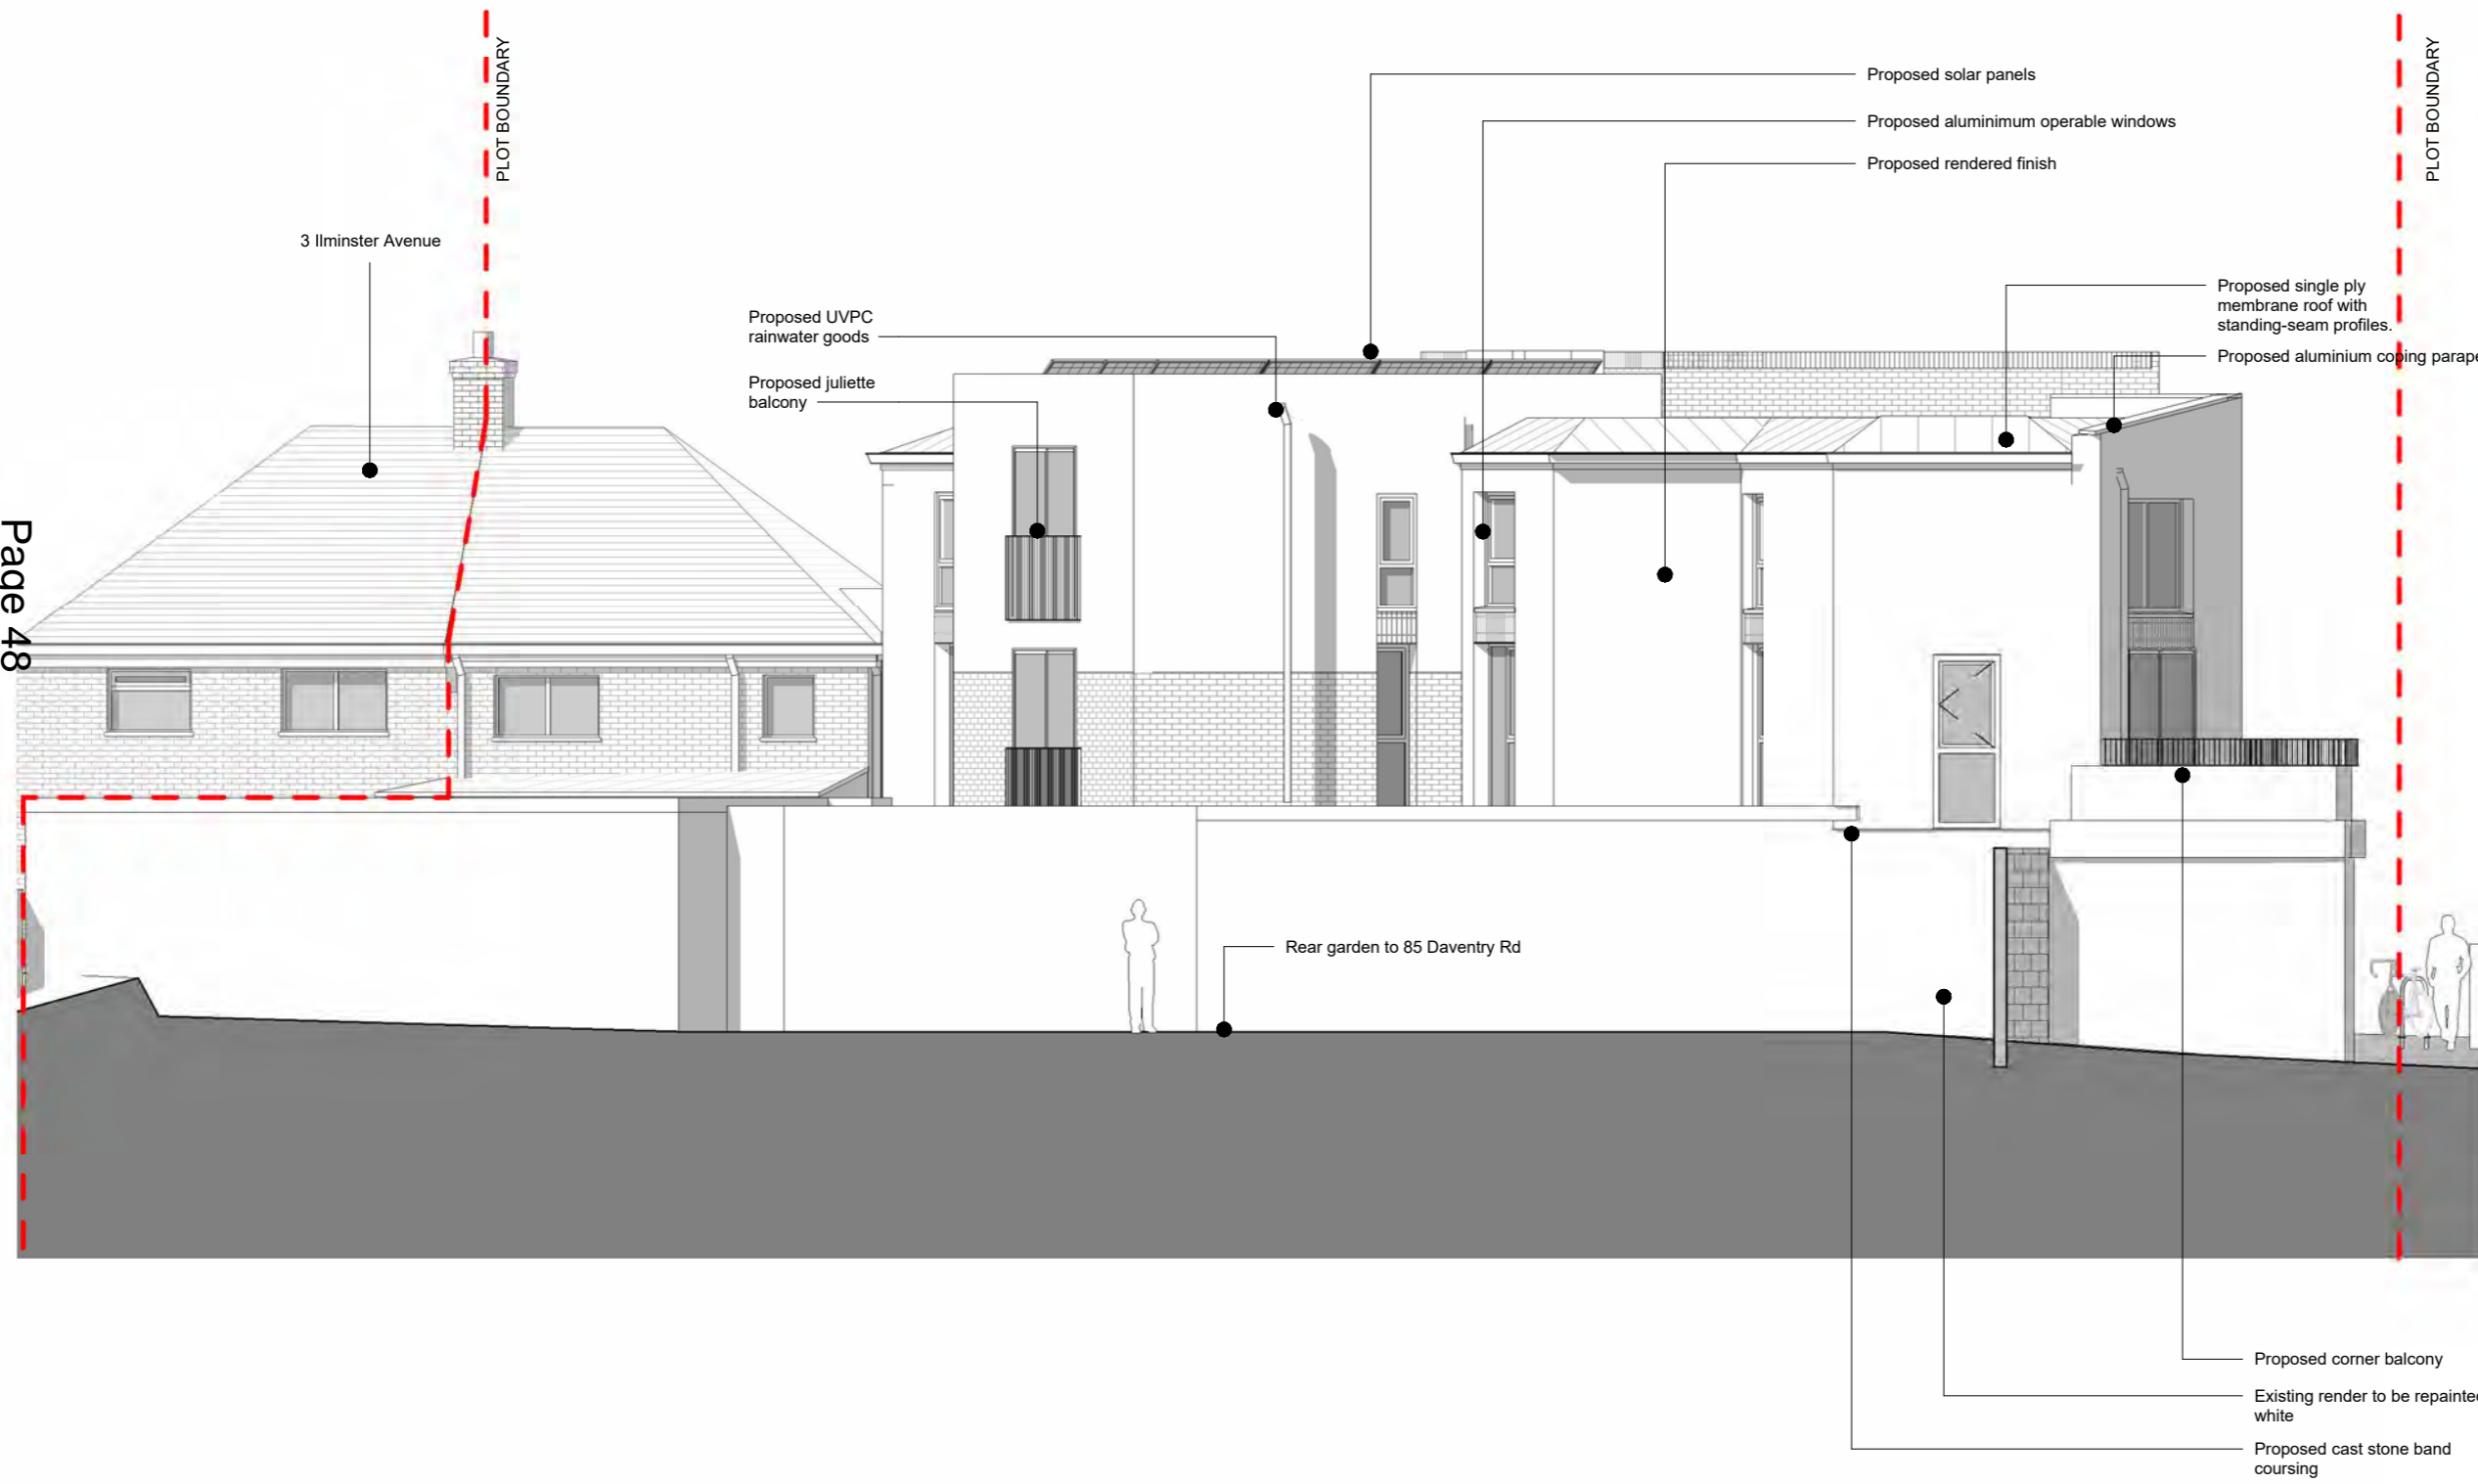 PLOT BOUNDARY
PLOT BOUNDARY
Proposed solar panels
Proposed aluminimum operable windows
Proposed rendered finish
3 Ilminster Avenue
Proposed single ply
membrane roof with
standing-seam profiles.
Proposed UVPC
rainwater goods
Proposed aluminium coping parape
Proposed juliette
balcony
Page 48
Rear garden to 85 Daventry Rd
Proposed corner balcony
Existing render to be repainted
white
Proposed cast stone band
coursing